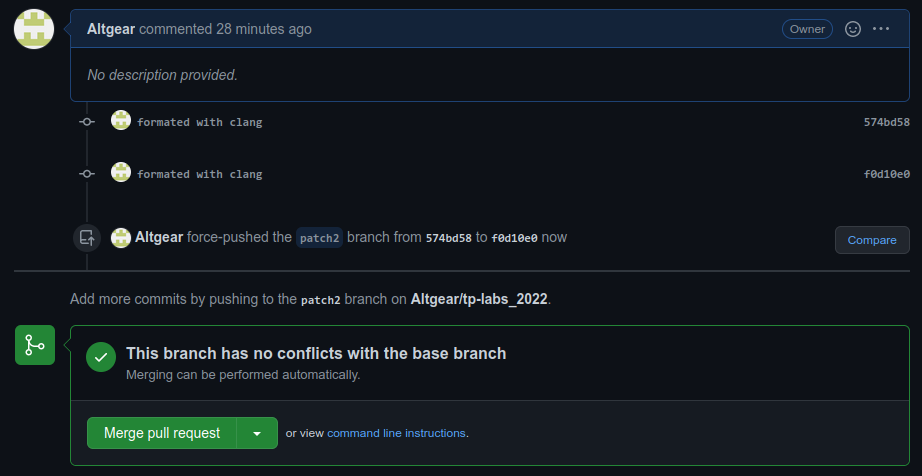 Altgear commented 28 minutes ago Owner
No description provided.
formated with clang 574bd58
formated with clang f0d10e0
Altgear force-pushed the patch2 branch from 574bd58 to f0d10e0 now Compare
Add more commits by pushing to the patch2 branch on Altgear/tp-labs_2022.
This branch has no conflicts with the base branch
Merging can be performed automatically.
Merge pull request or view command line instructions.